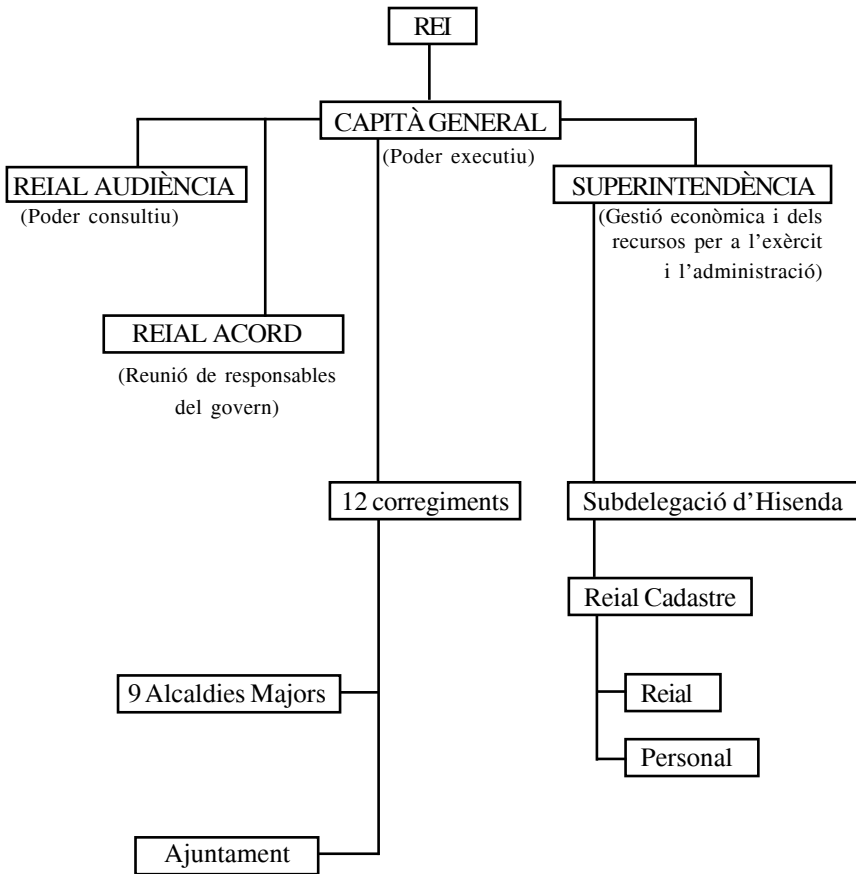 REI
CAPITÀ GENERAL
(Poder executiu)
REIAL AUDIÈNCIA
(Poder consultiu)
SUPERINTENDÈNCIA
(Gestió econòmica i dels
recursos per a l’exèrcit
i l’administració)
REIAL ACORD
(Reunió de responsables
del govern)
12 corregiments
Subdelegació d’Hisenda
Reial Cadastre
9 Alcaldies Majors
Reial
Personal
Ajuntament